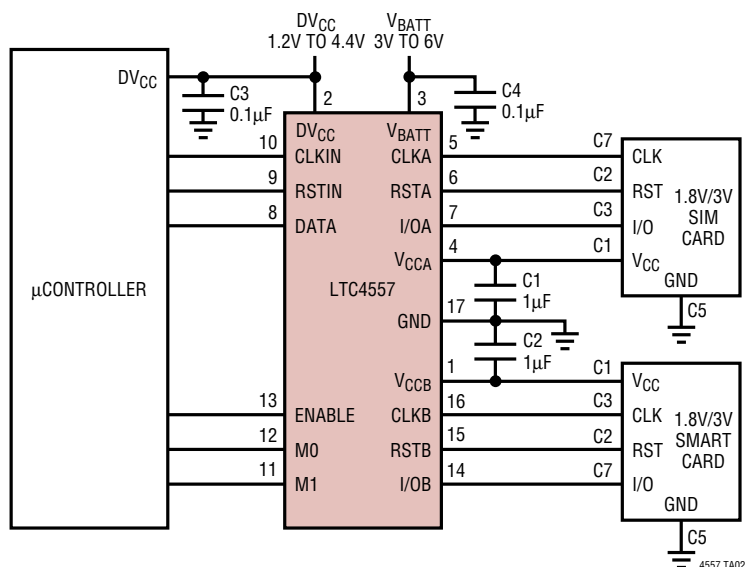 DVCC
1.2V TO 4.4V
VBATT
3V TO 6V
DVCC
C3
0.1µF
C4
0.1µF
2
3
DVCC
VBATT
10
CLKIN
CLKA
5
C7
CLK
9
RSTIN
RSTA
6
C2
RST
8
DATA
I/OA
7
C3
I/O
1.8V/3V
SIM
CARD
VCCA
4
C1
VCC
GND
C5
µCONTROLLER
LTC4557
C1
1µF
GND
17
C2
1µF
VCCB
1
C1
VCC
13
ENABLE
CLKB
16
C3
CLK
12
M0
RSTB
15
C2
RST
11
M1
I/OB
14
C7
I/O
1.8V/3V
SMART
CARD
GND
C5
4557 TA02